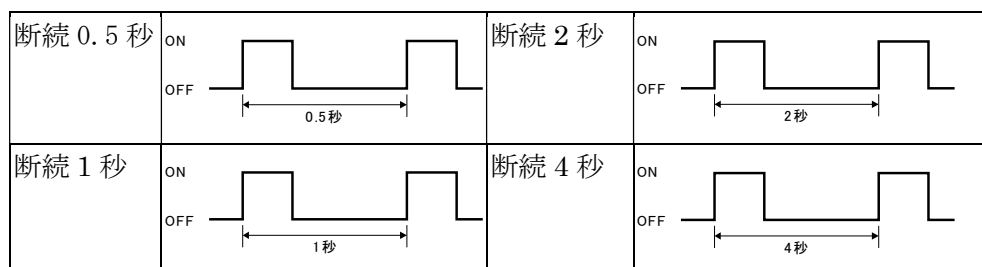 断続 0.5 秒
ON
OFF
0.5秒
断続 2 秒
ON
OFF
2秒
断続 1 秒
ON
OFF
1秒
断続 4 秒
ON
OFF
4秒